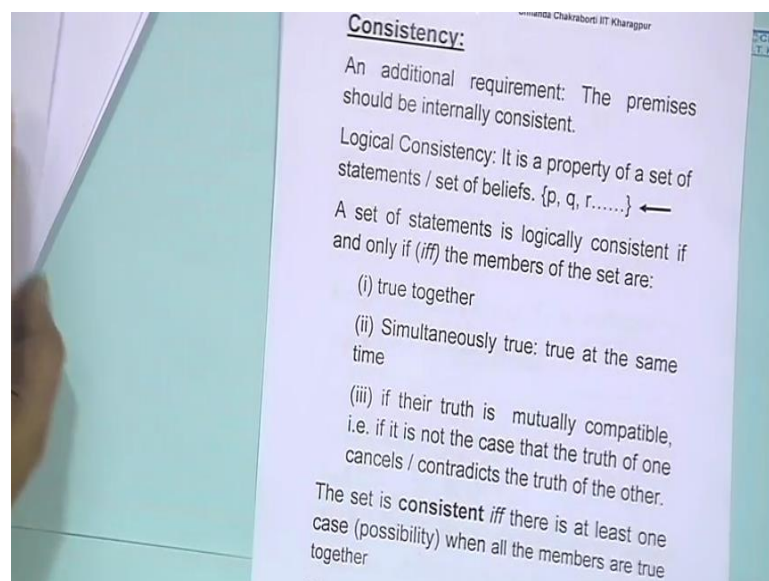 Chakraborti IIT Kharagpur
Consistency:
An additional requirement: The premises
should be internally consistent.
Logical Consistency: It is a property of a set of
statements / set of beliefs. {p, q, r......} ←
A set of statements is logically consistent if
and only if (iff) the members of the set are:
(i) true together
(ii) Simultaneously true: true at the same
time
(iii) if their truth is mutually compatible,
i.e. if it is not the case that the truth of one
cancels / contradicts the truth of the other.
The set is consistent iff there is at least one
case (possibility) when all the members are true
together